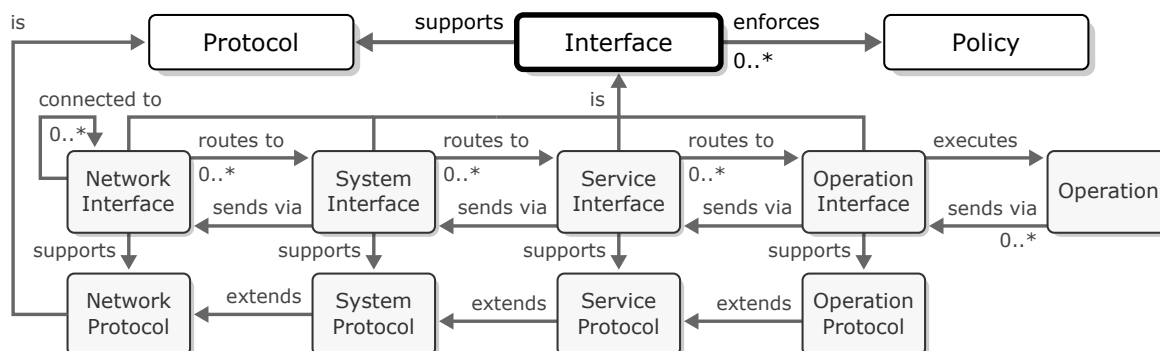 is
supports
enforces
Protocol
Interface
Policy
0..*
connected to
is
0..*
routes to
routes to
routes to
executes
0..*
0..*
0..*
Network
Interface
System
Interface
Service
Interface
Operation
Interface
Operation
sends via
sends via
sends via
sends via
0..*
supports
supports
supports
supports
Network
Protocol
extends
System
Protocol
extends
Service
Protocol
extends
Operation
Protocol